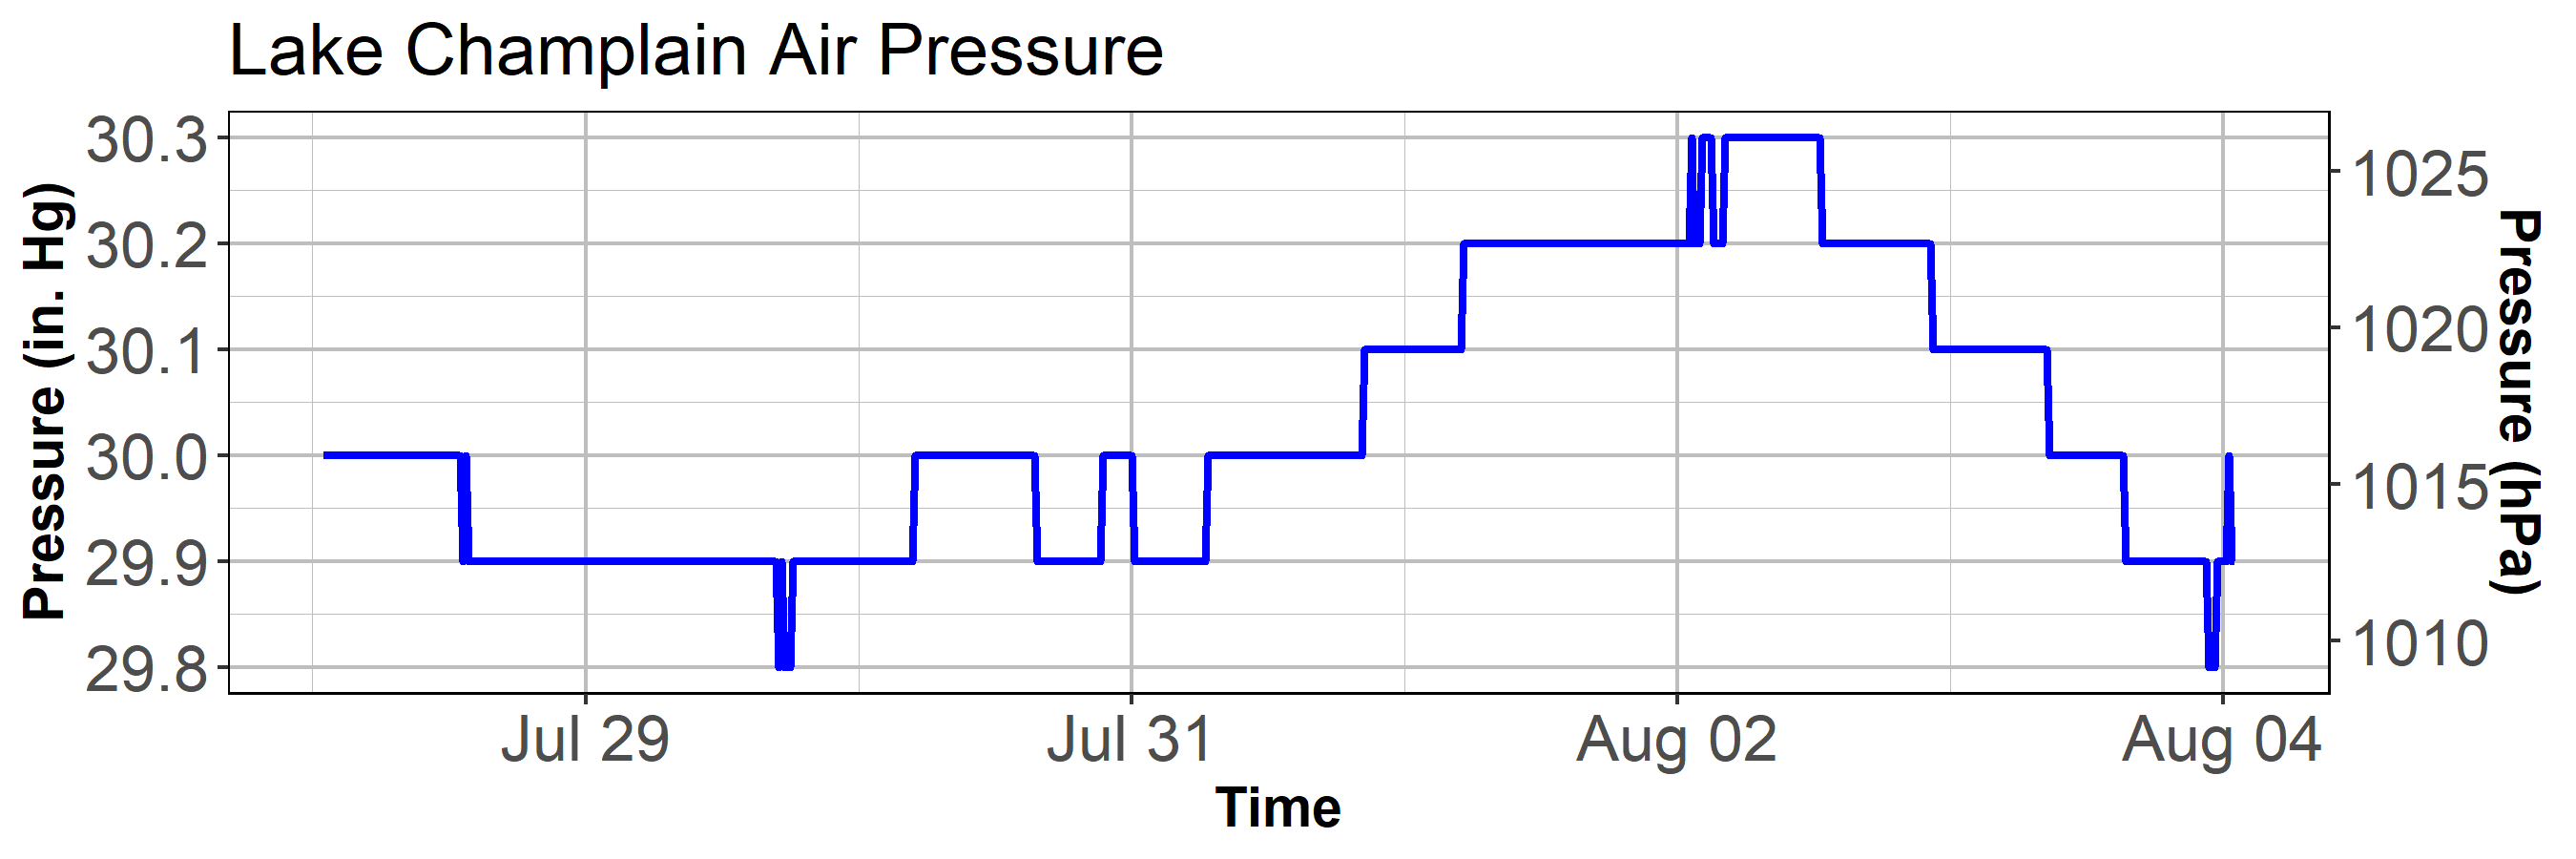 Lake Champlain Air Pressure
Pressure (in. Hg)
30.3
30.2
30.1
30.0
29.9
29.8
1025
1020
1015
1010
Pressure (hPa)
Jul 29
Jul 31
Aug 02
Aug 04
Time